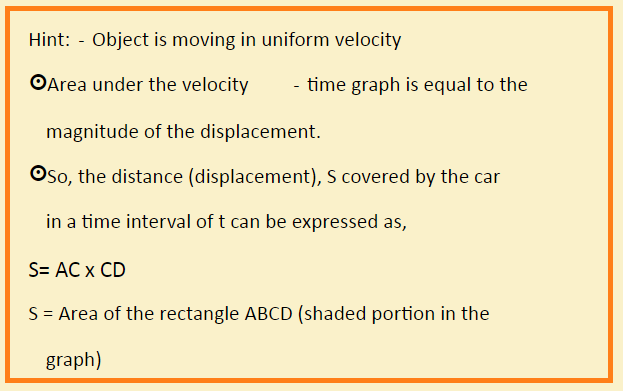 Hint: - Object is moving in uniform velocity
⊙Area under the velocity - time graph is equal to the
magnitude of the displacement.
⊙So, the distance (displacement), S covered by the car
in a time interval of t can be expressed as,
S= AC x CD
S = Area of the rectangle ABCD (shaded portion in the
graph)